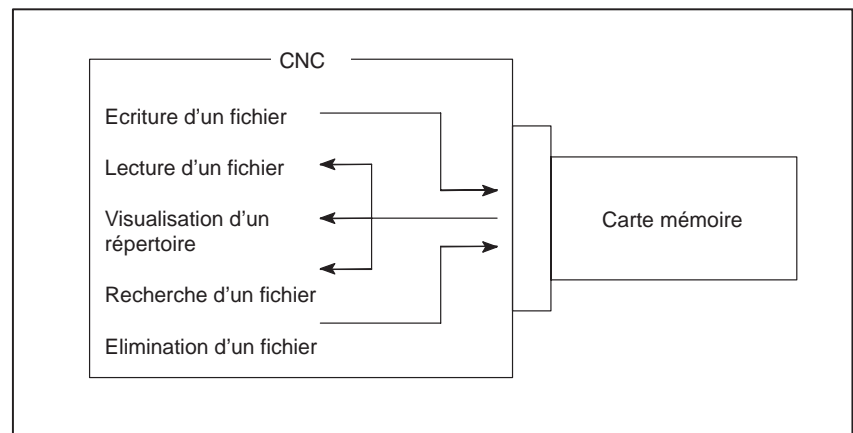 CNC
Ecriture d'un fichier
Lecture d'un fichier
Visualisation d'un
répertoire
Recherche d'un fichier
Elimination d'un fichier
Carte mémoire